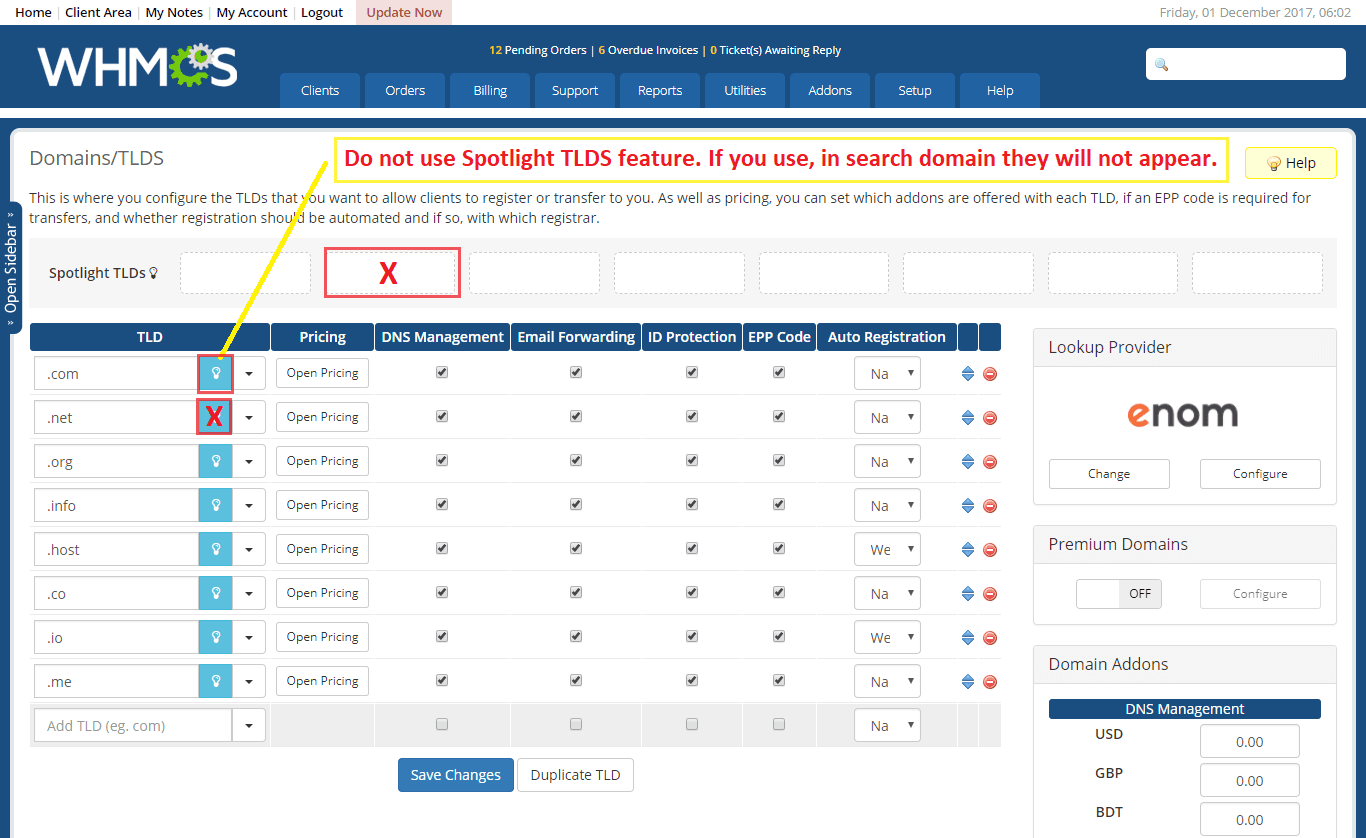 Home | Client Area | My Notes | My Account | Logout Update Now Friday, 01 December 2017, 06:02
WHMCS
12 Pending Orders | 6 Overdue Invoices | 0 Ticket(s) Awaiting Reply
Clients Orders Billing Support Reports Utilities Addons Setup Help
Domains/TLDS
Do not use Spotlight TLDS feature. If you use, in search domain they will not appear.
Help
This is where you configure the TLDs that you want to allow clients to register or transfer to you. As well as pricing, you can set which addons are offered with each TLD, if an EPP code is required for
transfers, and whether registration should be automated and if so, with which registrar.
» Open Sidebar »
Spotlight TLDs X
TLD Pricing DNS Management Email Forwarding ID Protection EPP Code Auto Registration
.com Open Pricing Na
.net X Open Pricing Na
.org Open Pricing Na
.info Open Pricing Na
.host Open Pricing We
.co Open Pricing Na
.io Open Pricing We
.me Open Pricing Na
Add TLD (eg. com) Na
Save Changes Duplicate TLD
Lookup Provider
enom
Change Configure
Premium Domains
OFF Configure
Domain Addons
DNS Management
USD 0.00
GBP 0.00
BDT 0.00